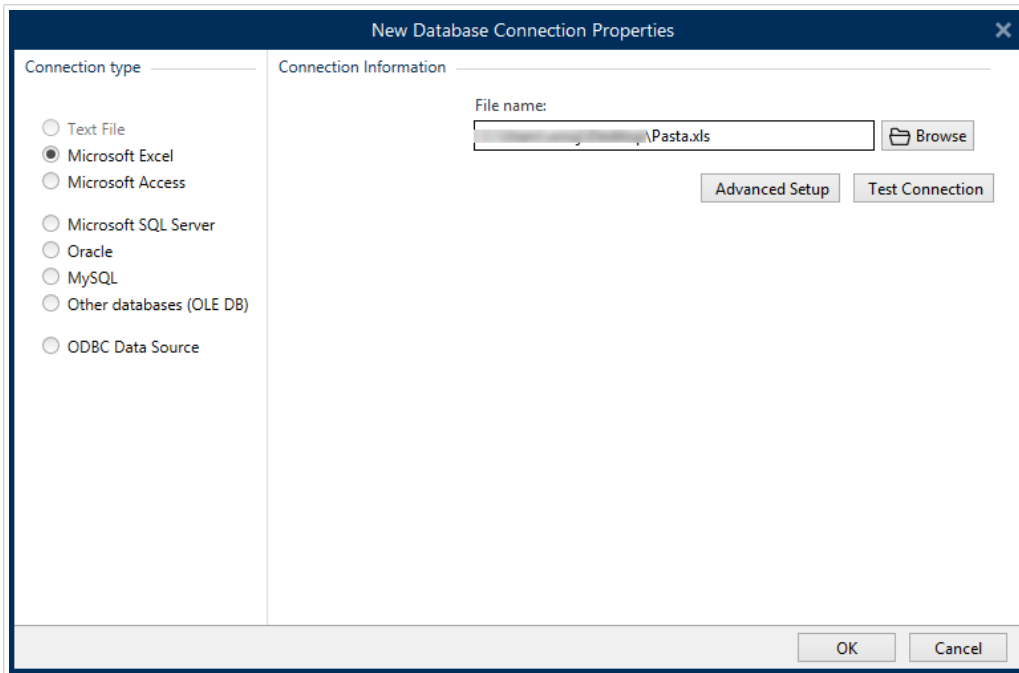 New Database Connection Properties
Connection type
Connection Information
Text File
Microsoft Excel
Microsoft Access
Microsoft SQL Server
Oracle
MySQL
Other databases (OLE DB)
ODBC Data Source
File name:
\Pasta.xls
Browse
Advanced Setup
Test Connection
OK
Cancel